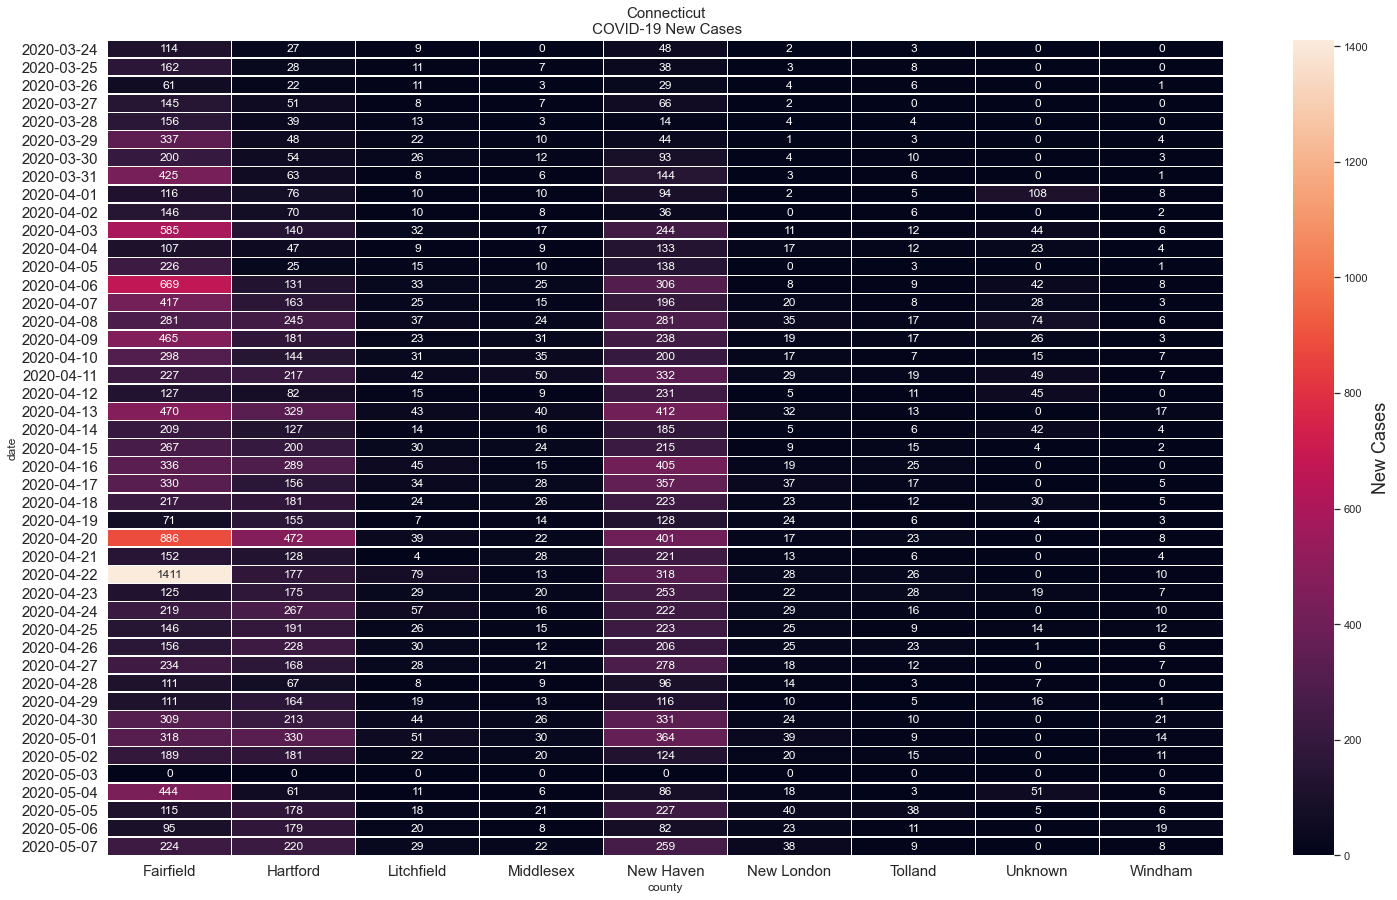 Connecticut
COVID-19 New Cases
2020-03-24 114 27 9 0 48 2 3 0 0
2020-03-25 162 28 11 7 38 3 8 0 0
2020-03-26 61 22 11 3 29 4 6 0 1
2020-03-27 145 51 8 7 66 2 0 0 0
2020-03-28 156 39 13 3 14 4 4 0 0
2020-03-29 337 48 22 10 44 1 3 0 4
2020-03-30 200 54 26 12 93 4 10 0 3
2020-03-31 425 63 8 6 144 3 6 0 1
2020-04-01 116 76 10 10 94 2 5 108 8
2020-04-02 146 70 10 8 36 0 6 0 2
2020-04-03 585 140 32 17 244 11 12 44 6
2020-04-04 107 47 9 9 133 17 12 23 4
2020-04-05 226 25 15 10 138 0 3 0 1
2020-04-06 669 131 33 25 306 8 9 42 8
2020-04-07 417 163 25 15 196 20 8 28 3
2020-04-08 281 245 37 24 281 35 17 74 6
2020-04-09 465 181 23 31 238 19 17 26 3
2020-04-10 298 144 31 35 200 17 7 15 7
2020-04-11 227 217 42 50 332 29 19 49 7
2020-04-12 127 82 15 9 231 5 11 45 0
2020-04-13 470 329 43 40 412 32 13 0 17
2020-04-14 209 127 14 16 185 5 6 42 4
2020-04-15 267 200 30 24 215 9 15 4 2
2020-04-16 336 289 45 15 405 19 25 0 0
2020-04-17 330 156 34 28 357 37 17 0 5
2020-04-18 217 181 24 26 223 23 12 30 5
2020-04-19 71 155 7 14 128 24 6 4 3
2020-04-20 886 472 39 22 401 17 23 0 8
2020-04-21 152 128 4 28 221 13 6 0 4
2020-04-22 1411 177 79 13 318 28 26 0 10
2020-04-23 125 175 29 20 253 22 28 19 7
2020-04-24 219 267 57 16 222 29 16 0 10
2020-04-25 146 191 26 15 223 25 9 14 12
2020-04-26 156 228 30 12 206 25 23 1 6
2020-04-27 234 168 28 21 278 18 12 0 7
2020-04-28 111 67 8 9 96 14 3 7 0
2020-04-29 111 164 19 13 116 10 5 16 1
2020-04-30 309 213 44 26 331 24 10 0 21
2020-05-01 318 330 51 30 364 39 9 0 14
2020-05-02 189 181 22 20 124 20 15 0 11
2020-05-03 0 0 0 0 0 0 0 0 0
2020-05-04 444 61 11 6 86 18 3 51 6
2020-05-05 115 178 18 21 227 40 38 5 6
2020-05-06 95 179 20 8 82 23 11 0 19
2020-05-07 224 220 29 22 259 38 9 0 8
Fairfield Hartford Litchfield Middlesex New Haven New London Tolland Unknown Windham
county
date
1400
1200
1000
800
600
400
200
0
New Cases